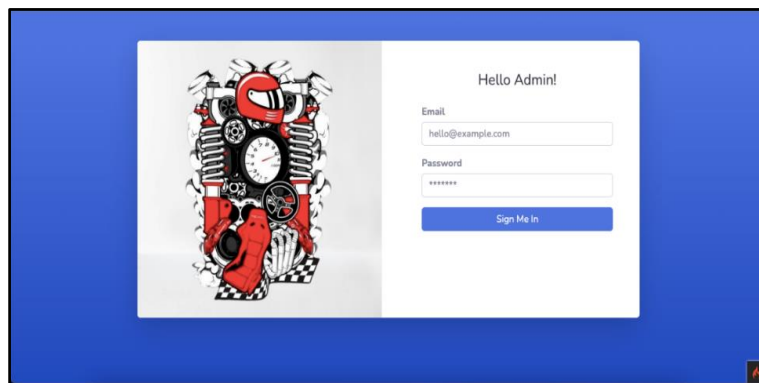 Hello Admin!
Email
hello@example.com
Password
*******
Sign Me In